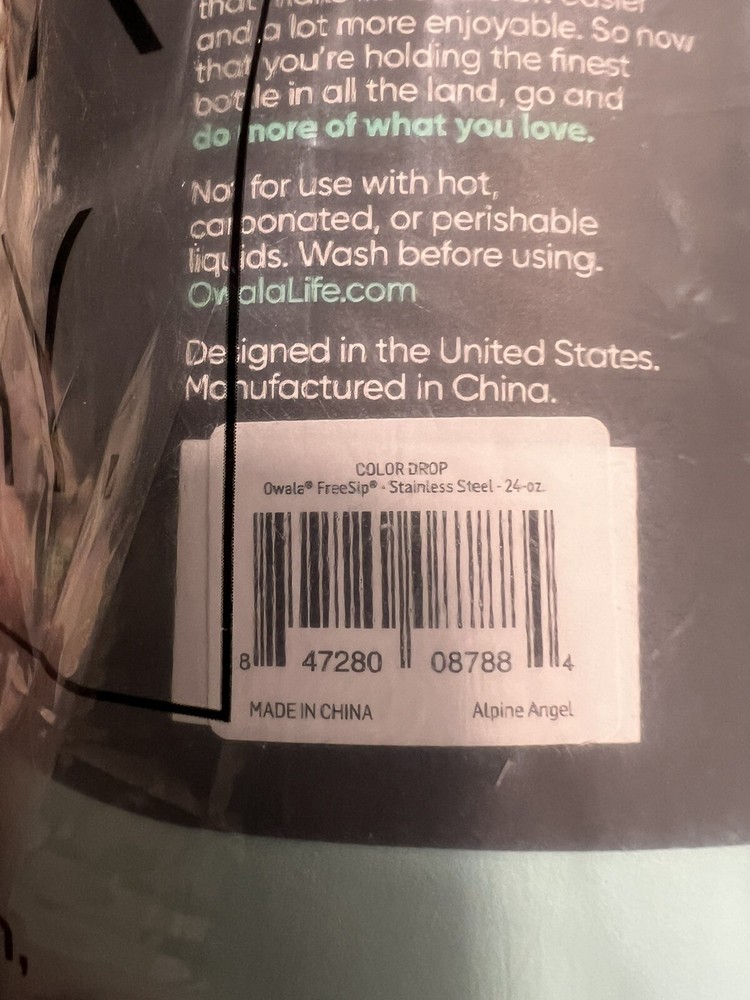 that
and a lot more enjoyable. So now
that you're holding the finest
bottle in all the land, go and
do more of what you love.
Not for use with hot,
carbonated, or perishable
liquids. Wash before using.
OwalaLife.com
Designed in the United States.
Manufactured in China.
COLOR DROP
Owala® FreeSip® - Stainless Steel - 24-oz.
8 47280 08788 4
MADE IN CHINA Alpine Angel